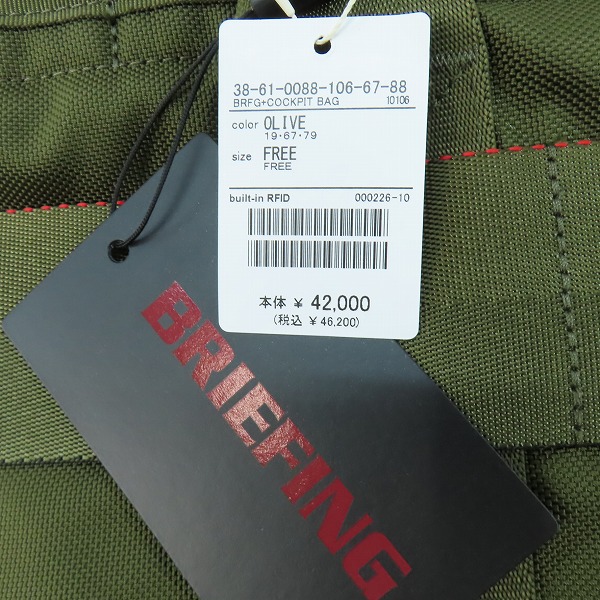 38-61-0088-106-67-88
BRFG+COCKPIT BAG 10106
color OLIVE
19・67・79
size FREE
FREE
built-in RFID 000226-10
本体 ¥ 42,000
(税込 ¥ 46,200)
BRIEFING